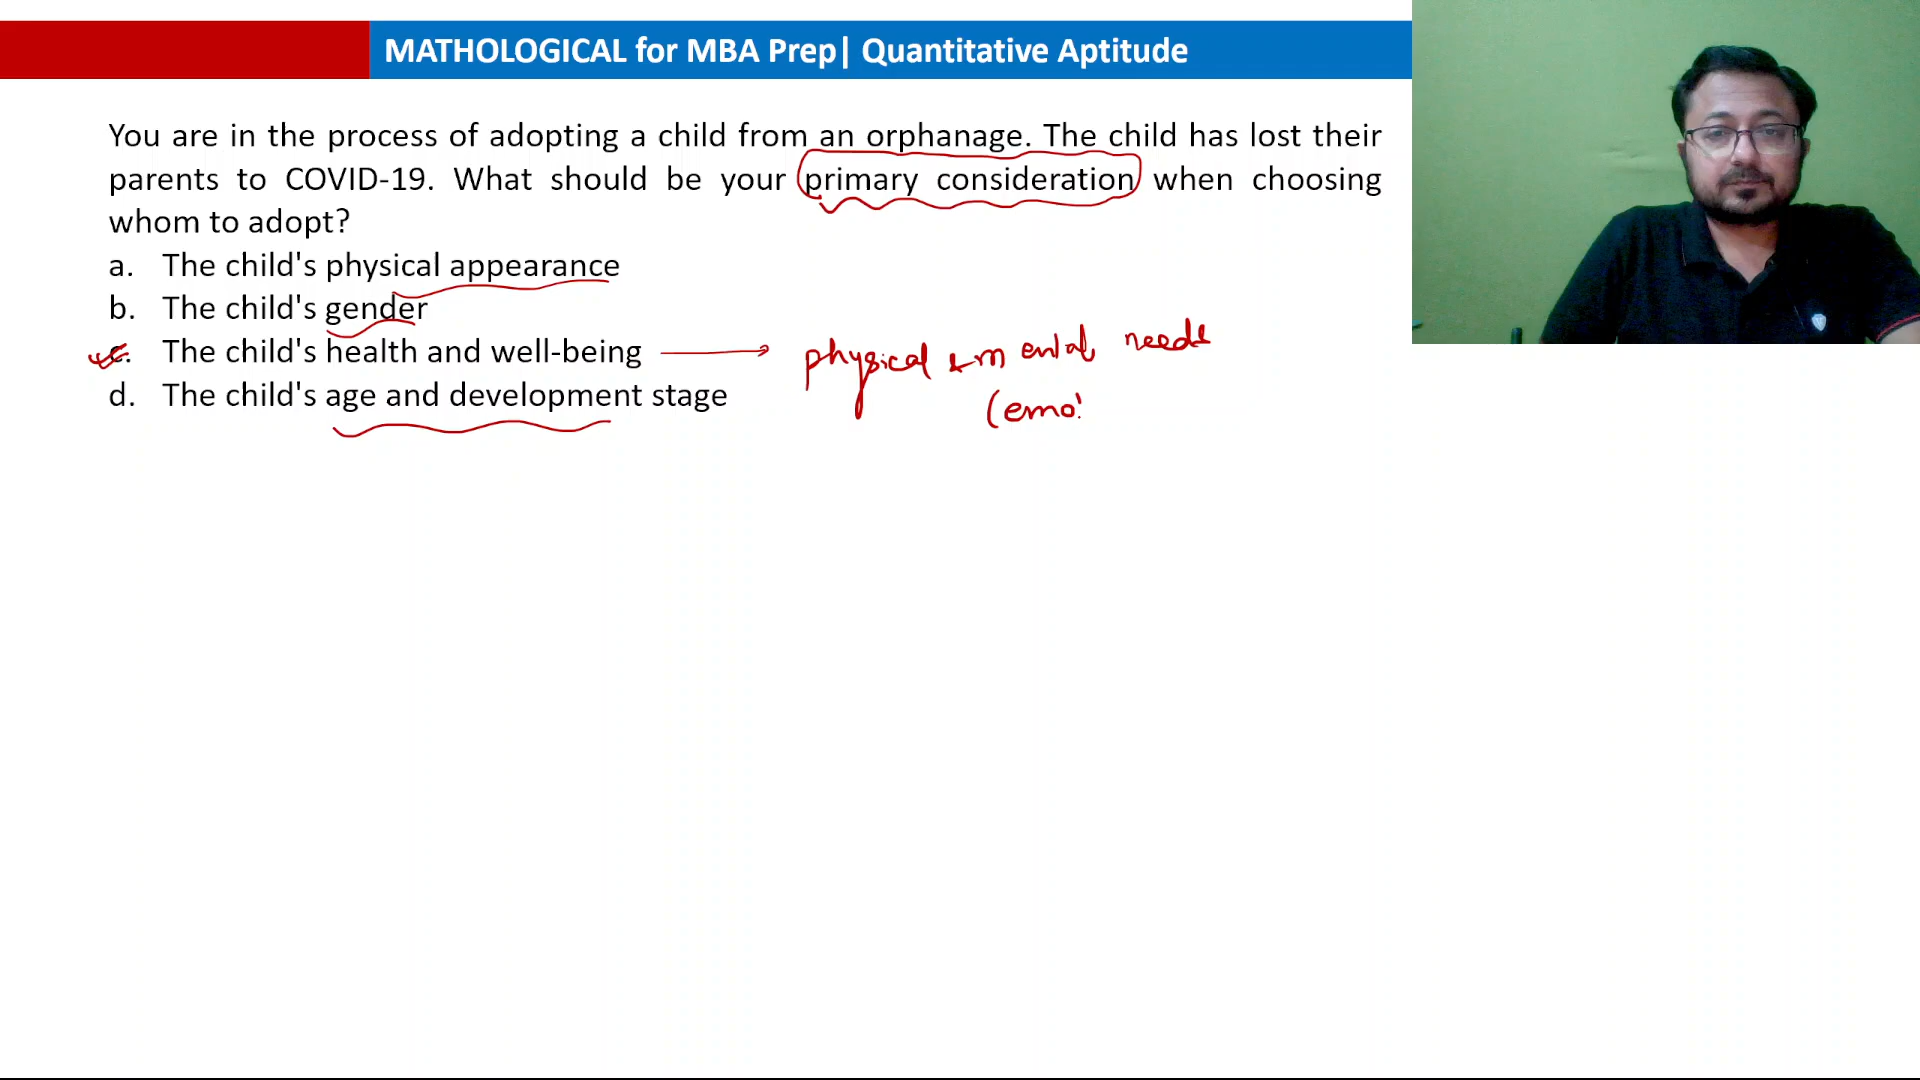 MATHOLOGICAL for MBA Prep| Quantitative Aptitude
You are in the process of adopting a child from an orphanage. The child has lost their
parents to COVID-19. What should be your primary consideration when choosing
whom to adopt?
a. The child's physical appearance
b. The child's gender
c. The child's health and well-being
physical & mental needs
(emo
d. The child's age and development stage